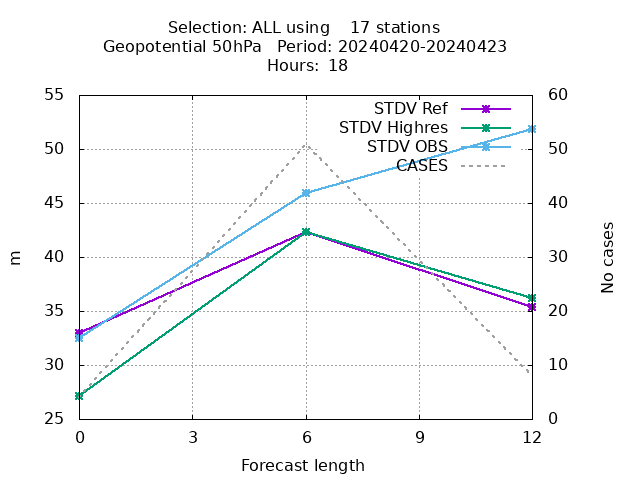 Selection: ALL using    17 stations
Geopotential 50hPa   Period: 20240420-20240423
Hours:  18
55 60
STDV Ref
STDV Highres
STDV OBS
CASES
50 50
45 40
40 30
35 20
30 10
25 0
m
No cases
0 3 6 9 12
Forecast length